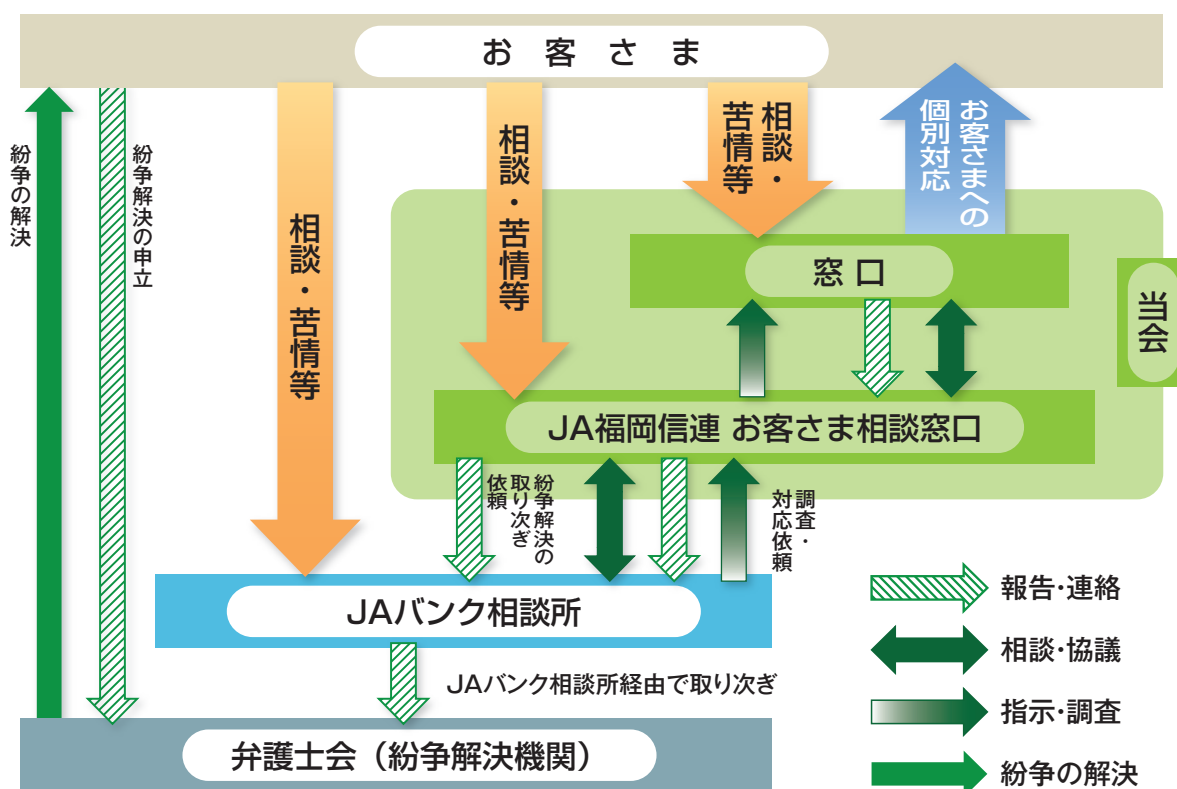 お客さま
紛争の解決
紛争解決の申立
相談・苦情等
相談・苦情等
相談・
苦情等
お客さまへの
個別対応
窓口
当会
JA福岡信連 お客さま相談窓口
紛争解決の
取り次ぎ
依頼
調査・
対応依頼
JAバンク相談所
JAバンク相談所経由で取り次ぎ
弁護士会（紛争解決機関）
報告・連絡
相談・協議
指示・調査
紛争の解決